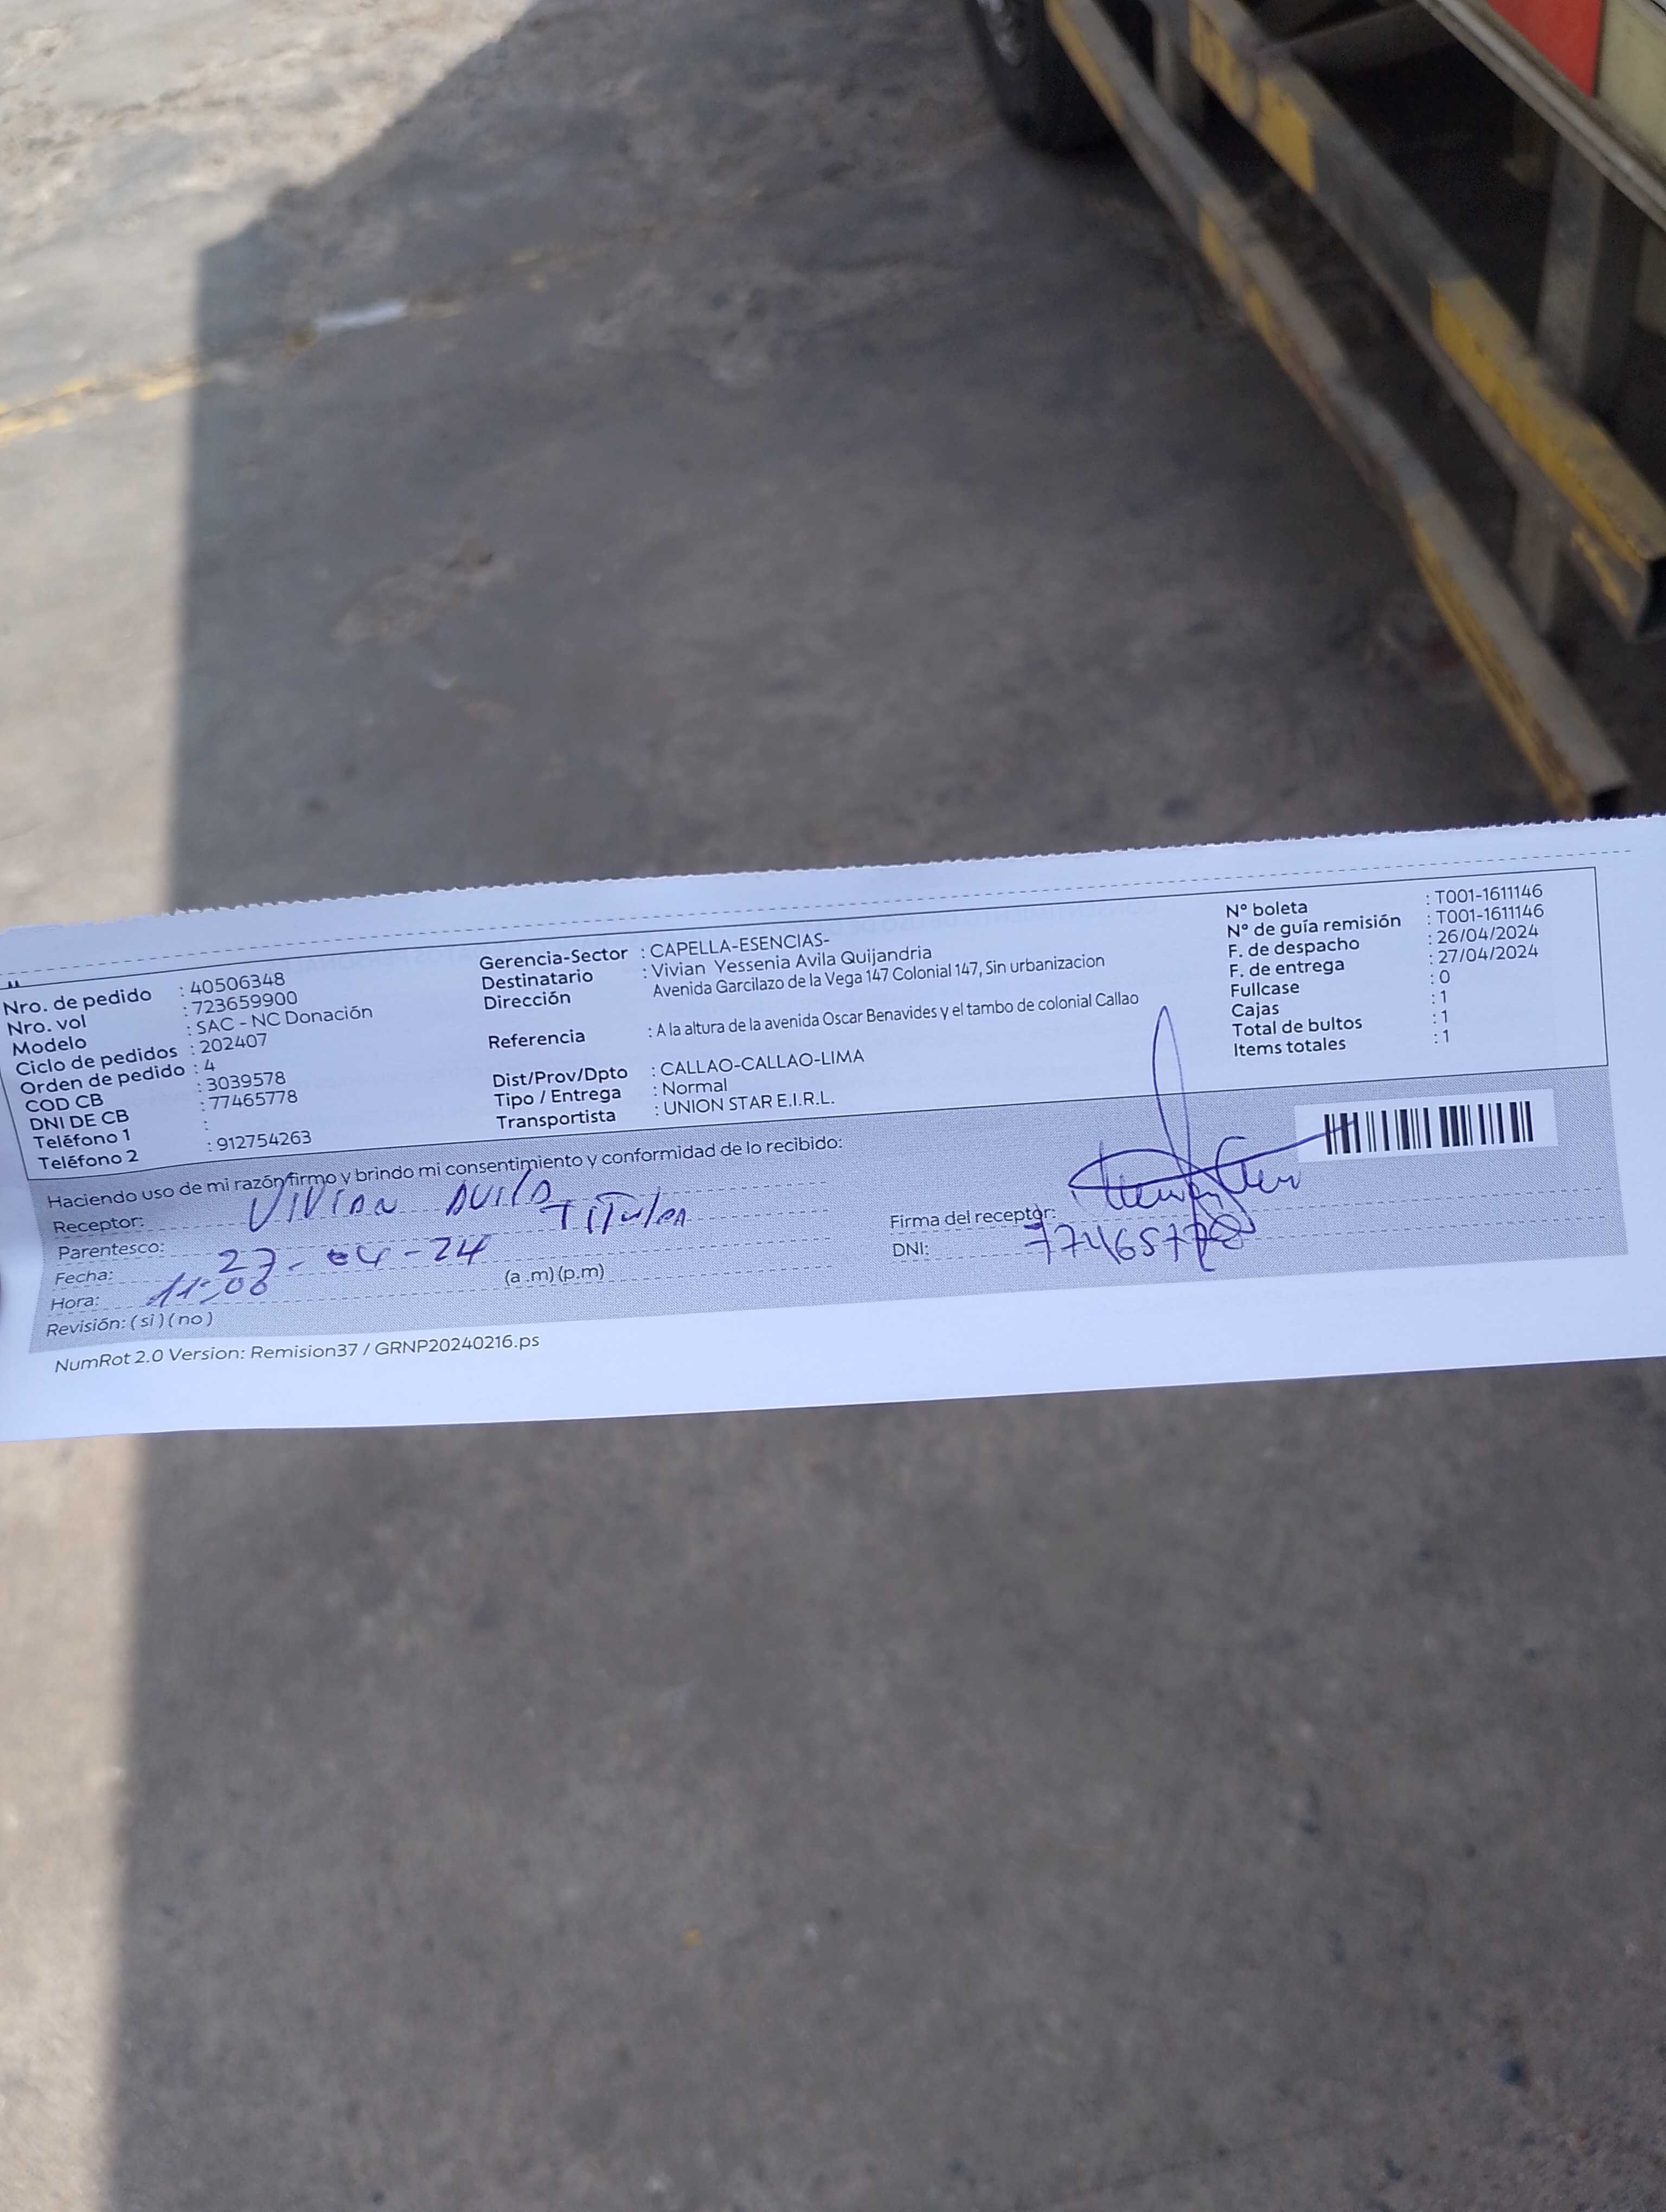 Nro. de pedido : 40506348
Nro. vol : 723659900
Modelo : SAC - NC Donación
Ciclo de pedidos : 202407
Orden de pedido : 4
COD CB : 3039578
DNI DE CB : 77465778
Teléfono 1 :
Teléfono 2 : 912754263
Gerencia-Sector : CAPELLA-ESENCIAS-
Destinatario : Vivian Yessenia Avila Quijandria
Dirección Avenida Garcilazo de la Vega 147 Colonial 147, Sin urbanizacion
Referencia : A la altura de la avenida Oscar Benavides y el tambo de colonial Callao
Dist/Prov/Dpto : CALLAO-CALLAO-LIMA
Tipo / Entrega : Normal
Transportista : UNION STAR E.I.R.L.
N° boleta : T001-1611146
N° de guía remisión : T001-1611146
F. de despacho : 26/04/2024
F. de entrega : 27/04/2024
Fullcase : 0
Cajas : 1
Total de bultos : 1
Items totales : 1
Haciendo uso de mi razón firmo y brindo mi consentimiento y conformidad de lo recibido:
Receptor: VIVIAN AVILA
Parentesco: TITULAR
Fecha: 27-04-24
Hora: 11:08 (a .m) (p.m)
Revisión: ( si ) ( no )
Firma del receptor:
DNI: 77465778
NumRot 2.0 Version: Remision37 / GRNP20240216.ps